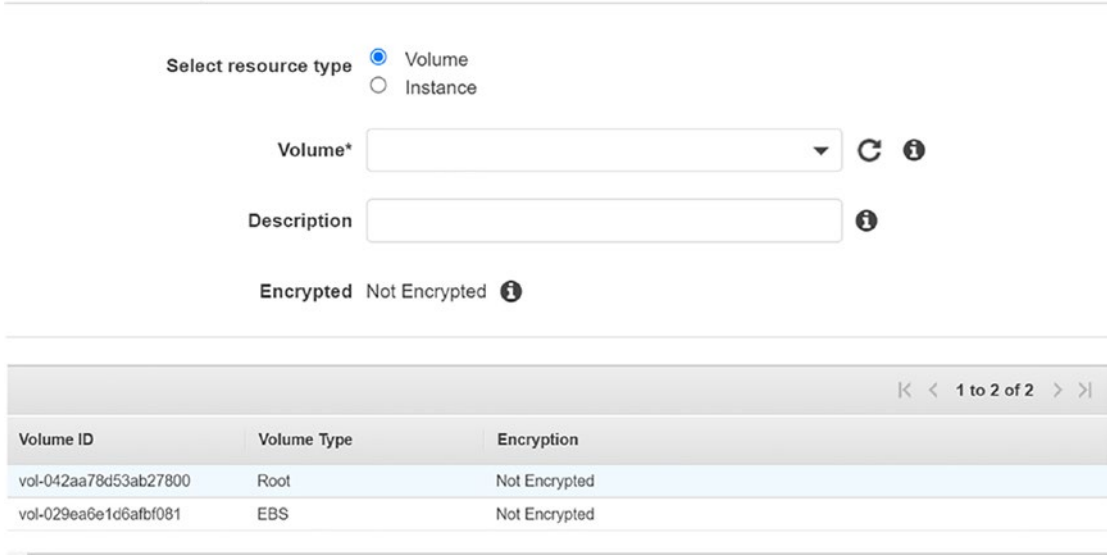 Select resource type Volume
Instance
Volume*
Description
Encrypted Not Encrypted
1 to 2 of 2
Volume ID Volume Type Encryption
vol-042aa78d53ab27800 Root Not Encrypted
vol-029ea6e1d6afbf081 EBS Not Encrypted